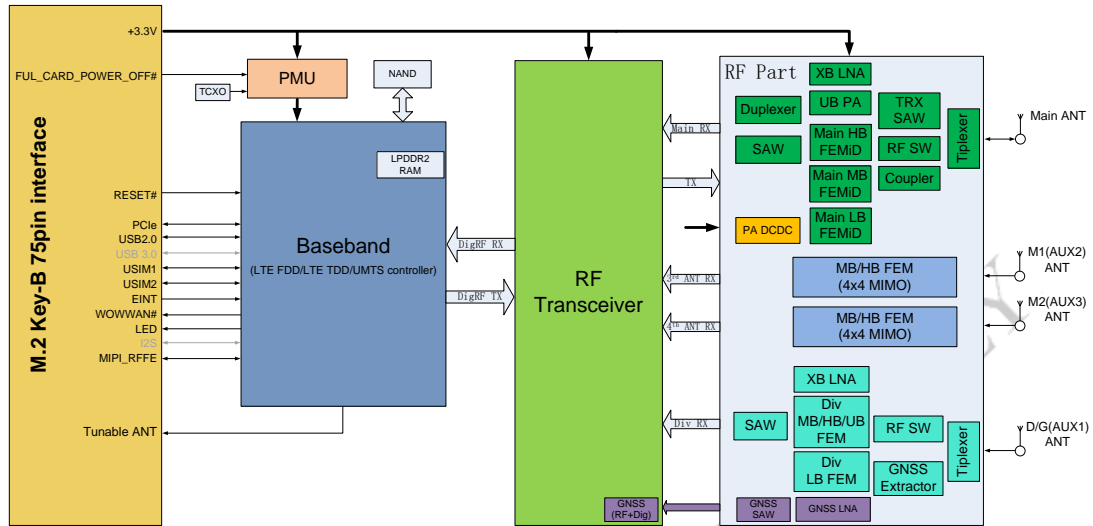 M.2 Key-B 75pin interface
+3.3V
FUL_CARD_POWER_OFF#
RESET#
PCIe
USB2.0
USB 3.0
USIM1
USIM2
EINT
WOWWAN#
LED
I2S
MIPI_RFFE
Tunable ANT
TCXO
PMU
NAND
LPDDR2
RAM
Baseband
(LTE FDD/LTE TDD/UMTS controller)
DigRF RX
DigRF TX
RF
Transceiver
GNSS
(RF+Dig)
Main RX
TX
3rd ANT RX
4th ANT RX
Div RX
RF Part
XB LNA
Duplexer
UB PA
TRX
SAW
SAW
Main HB
FEMiD
RF SW
Main MB
FEMiD
Coupler
PA DCDC
Main LB
FEMiD
Tiplexer
MB/HB FEM
(4x4 MIMO)
MB/HB FEM
(4x4 MIMO)
XB LNA
SAW
Div
MB/HB/UB
FEM
RF SW
Div
LB FEM
GNSS
Extractor
Tiplexer
GNSS
SAW
GNSS LNA
Main ANT
M1(AUX2)
ANT
M2(AUX3)
ANT
D/G(AUX1)
ANT